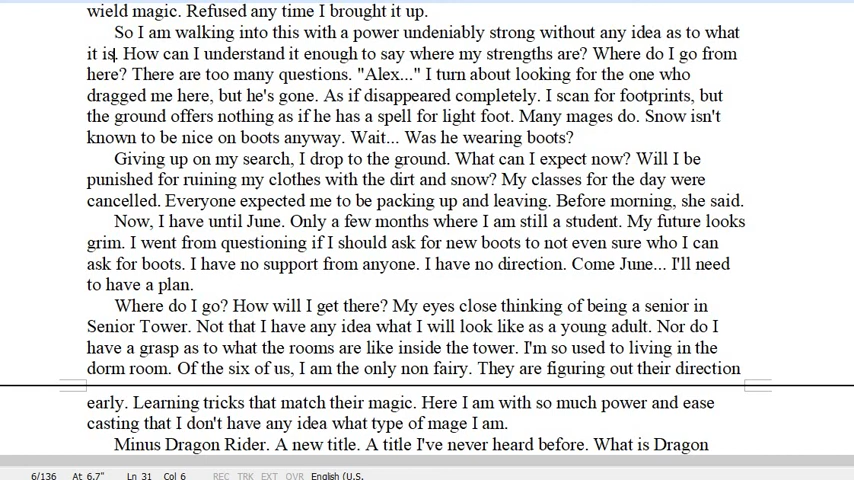 wield magic. Refused any time I brought it up.
So I am walking into this with a power undeniably strong without any idea as to what
it is. How can I understand it enough to say where my strengths are? Where do I go from
here? There are too many questions. "Alex..." I turn about looking for the one who
dragged me here, but he's gone. As if disappeared completely. I scan for footprints, but
the ground offers nothing as if he has a spell for light foot. Many mages do. Snow isn't
known to be nice on boots anyway. Wait... Was he wearing boots?
Giving up on my search, I drop to the ground. What can I expect now? Will I be
punished for ruining my clothes with the dirt and snow? My classes for the day were
cancelled. Everyone expected me to be packing up and leaving. Before morning, she said.
Now, I have until June. Only a few months where I am still a student. My future looks
grim. I went from questioning if I should ask for new boots to not even sure who I can
ask for boots. I have no support from anyone. I have no direction. Come June... I'll need
to have a plan.
Where do I go? How will I get there? My eyes close thinking of being a senior in
Senior Tower. Not that I have any idea what I will look like as a young adult. Nor do I
have a grasp as to what the rooms are like inside the tower. I'm so used to living in the
dorm room. Of the six of us, I am the only non fairy. They are figuring out their direction
early. Learning tricks that match their magic. Here I am with so much power and ease
casting that I don't have any idea what type of mage I am.
Minus Dragon Rider. A new title. A title I've never heard before. What is Dragon
6/136 At 6.7" Ln 31 Col 6 REC TRK EXT OVR English (U.S.